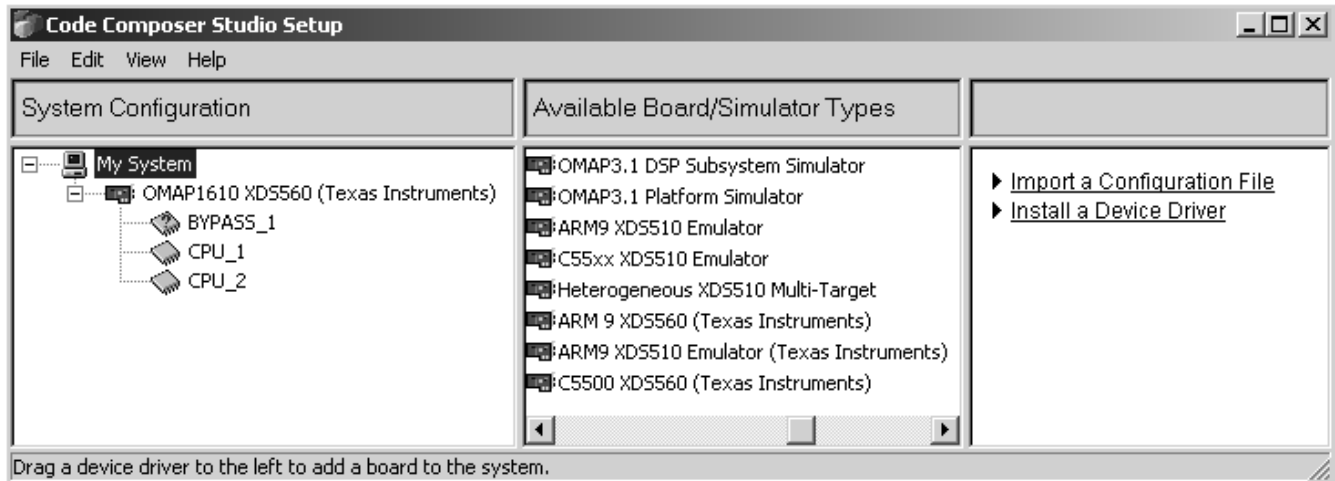 Code Composer Studio Setup
File Edit View Help
System Configuration
Available Board/Simulator Types
My System
OMAP1610 XDS560 (Texas Instruments)
BYPASS_1
CPU_1
CPU_2
OMAP3.1 DSP Subsystem Simulator
OMAP3.1 Platform Simulator
ARM9 XDS510 Emulator
C55xx XDS510 Emulator
Heterogeneous XDS510 Multi-Target
ARM 9 XDS560 (Texas Instruments)
ARM9 XDS510 Emulator (Texas Instruments)
C5500 XDS560 (Texas Instruments)
Import a Configuration File
Install a Device Driver
Drag a device driver to the left to add a board to the system.